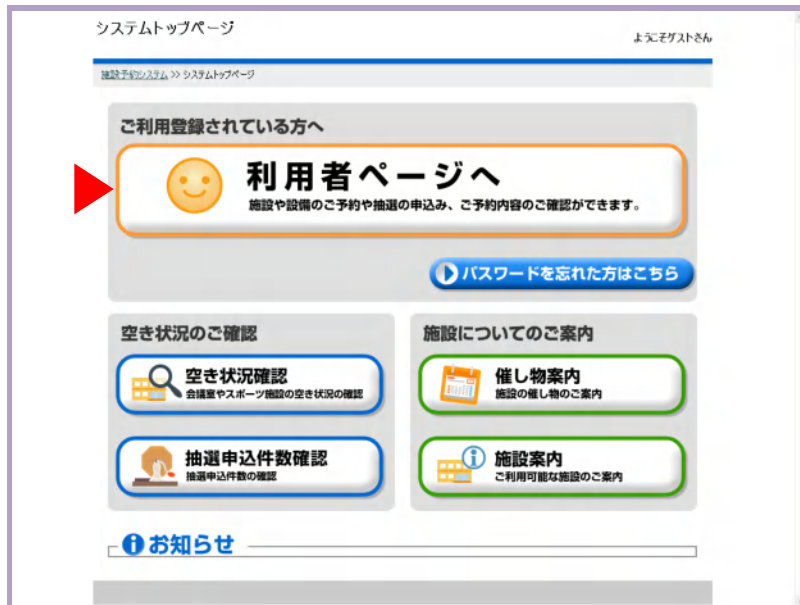 システムトップページ
ようこそゲストさん
施設予約システム >> システムトップページ
ご利用登録されている方へ
利用者ページへ
施設や設備のご予約や抽選の申込み、ご予約内容のご確認ができます。
パスワードを忘れた方はこちら
空き状況のご確認
空き状況確認
会議室やスポーツ施設の空き状況の確認
抽選申込件数確認
抽選申込件数の確認
施設についてのご案内
催し物案内
施設の催し物のご案内
施設案内
ご利用可能な施設のご案内
お知らせ